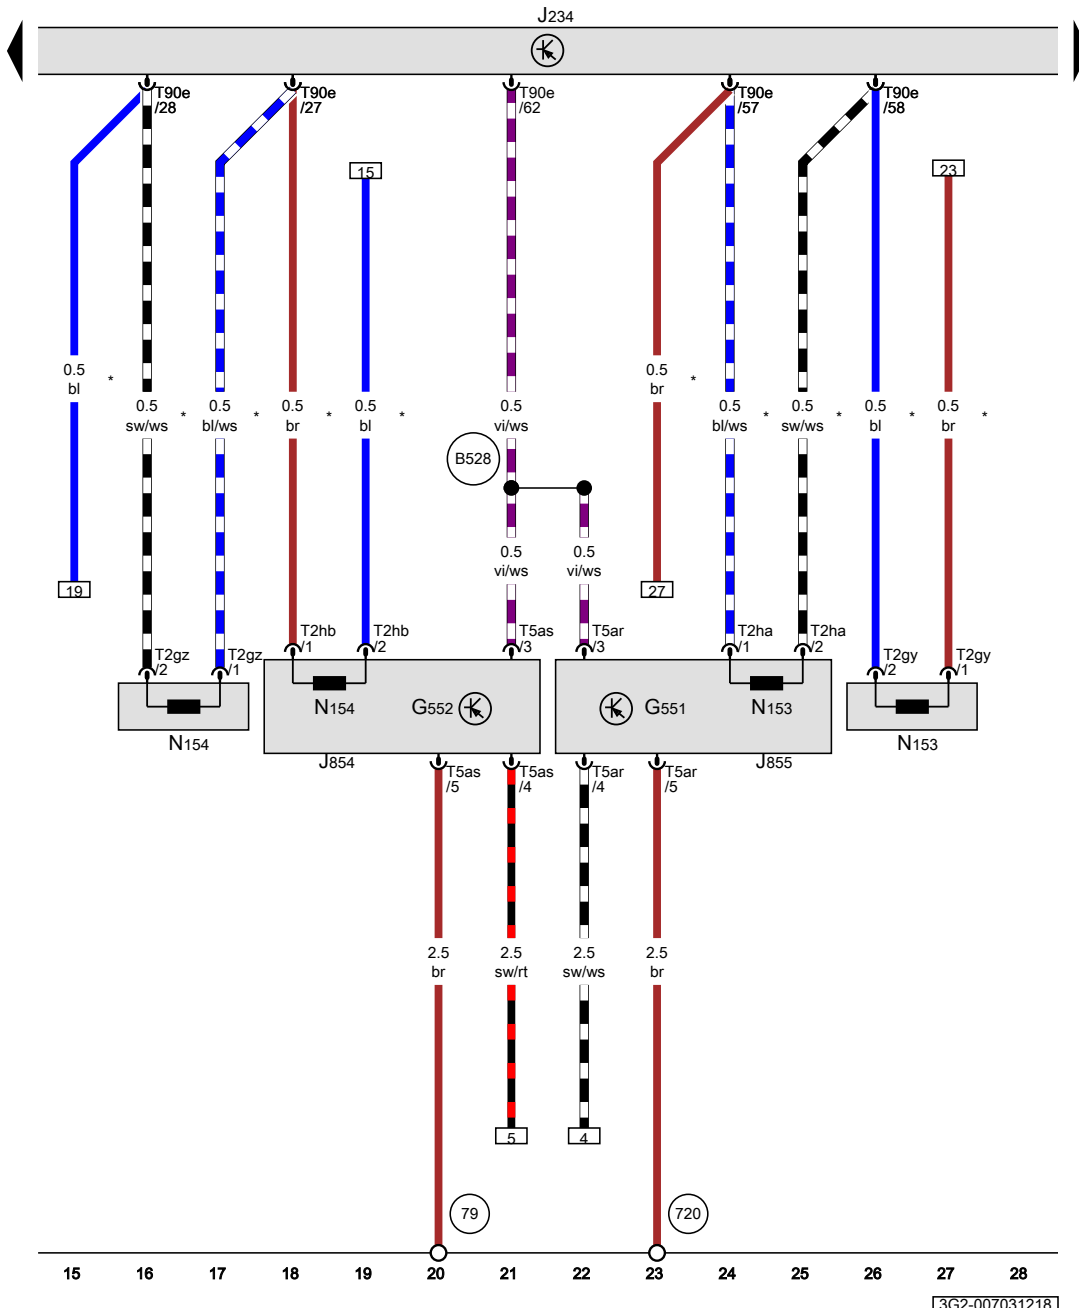 J234
T90e /28
T90e /27
T90e /62
T90e /57
T90e /58
15
23
0.5 bl *
0.5 sw/ws *
0.5 bl/ws *
0.5 br *
0.5 bl *
0.5 vi/ws
0.5 br *
0.5 bl/ws *
0.5 sw/ws *
0.5 bl *
0.5 br *
B528
0.5 vi/ws
0.5 vi/ws
19
27
T2gz /2
T2gz /1
T2hb /1
T2hb /2
T5as /3
T5ar /3
T2ha /1
T2ha /2
T2gy /2
T2gy /1
N154
N154
G552
G551
N153
N153
J854
J855
T5as /5
T5as /4
T5ar /4
T5ar /5
2.5 br
2.5 sw/rt
2.5 sw/ws
2.5 br
5
4
79
720
15 16 17 18 19 20 21 22 23 24 25 26 27 28
3G2-007031218